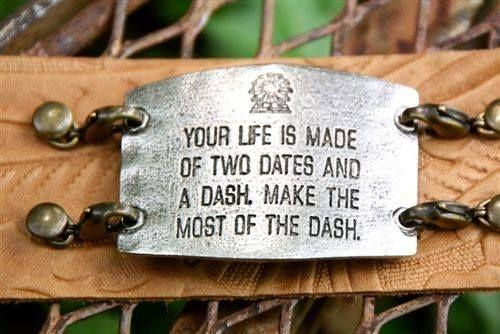 YOUR LIFE IS MADE
OF TWO DATES AND
A DASH. MAKE THE
MOST OF THE DASH.